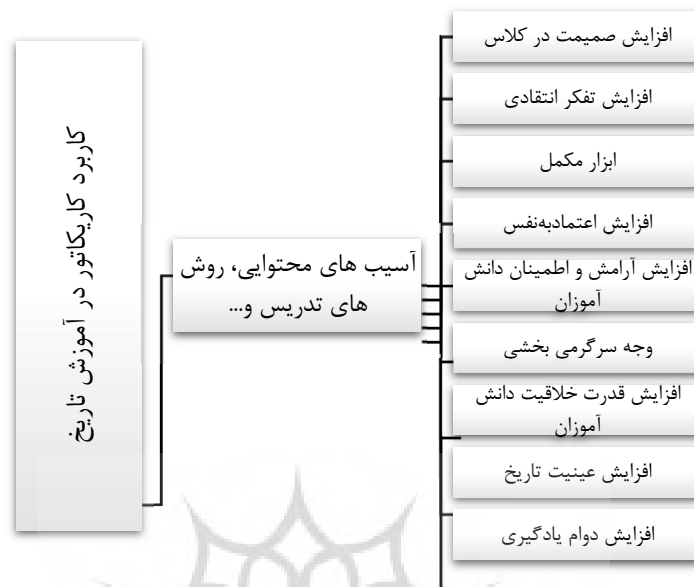 کاربرد کاریکاتور در آموزش تاریخ
آسیب های محتوایی، روش
های تدریس و...
افزایش صمیمت در کلاس
افزایش تفکر انتقادی
ابزار مکمل
افزایش اعتمادبه‌نفس
افزایش آرامش و اطمینان دانش
آموزان
وجه سرگرمی بخشی
افزایش قدرت خلاقیت دانش
آموزان
افزایش عینیت تاریخ
افزایش دوام یادگیری